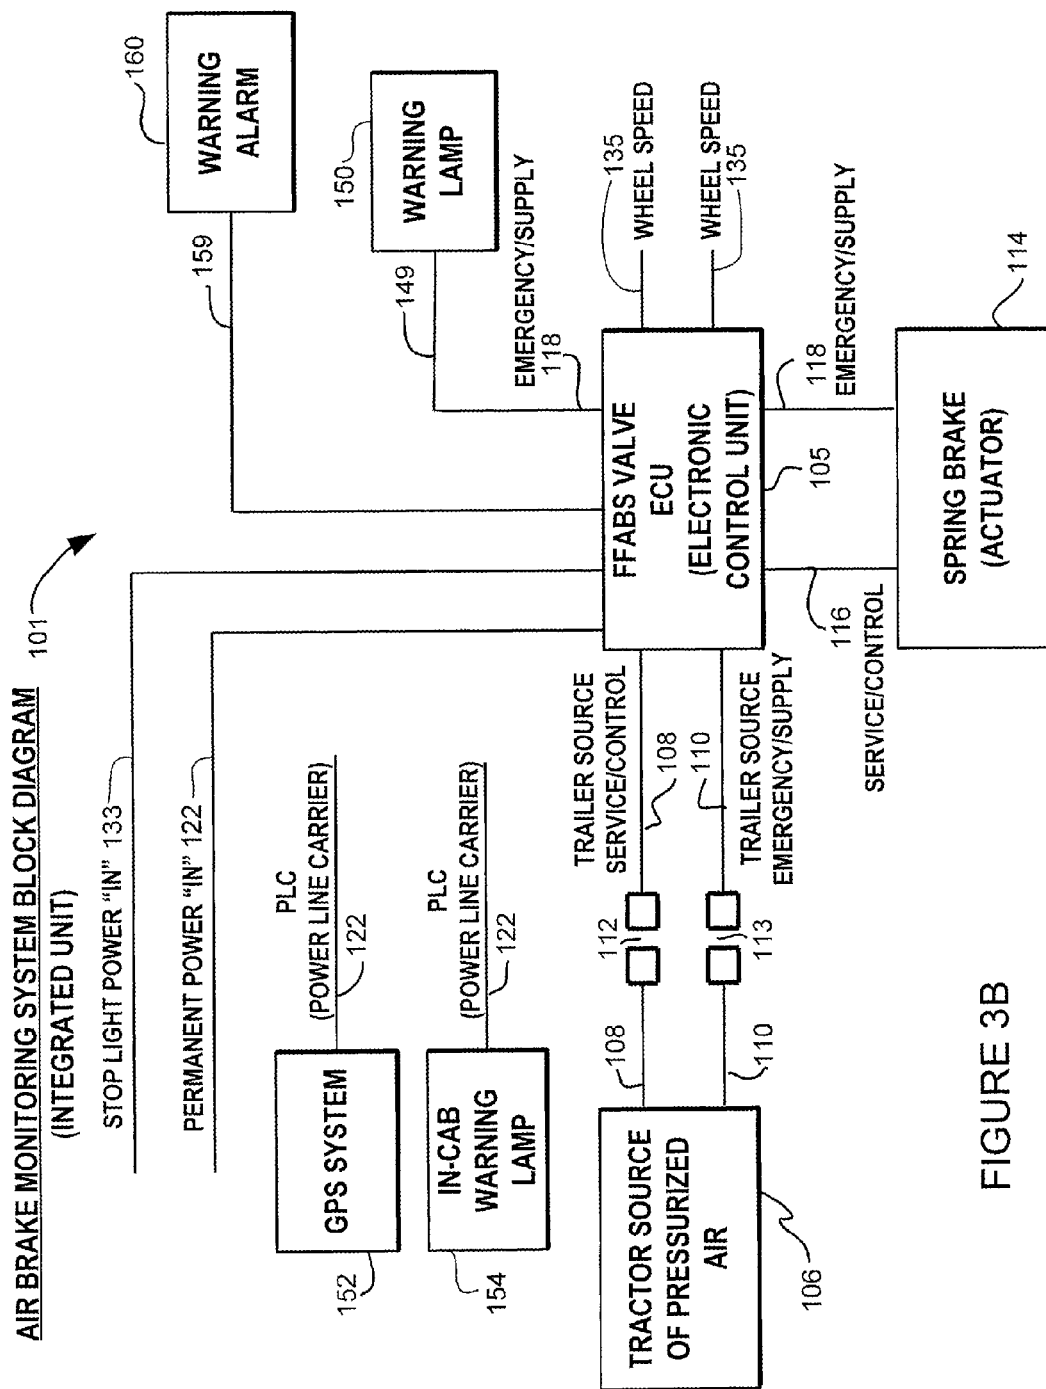 AIR BRAKE MONITORING SYSTEM BLOCK DIAGRAM
(INTEGRATED UNIT)
101
STOP LIGHT POWER "IN" 133
PERMANENT POWER "IN" 122
160
WARNING
ALARM
159
GPS SYSTEM
152
PLC
(POWER LINE CARRIER)
122
150
WARNING
LAMP
149
IN-CAB
WARNING
LAMP
154
PLC
(POWER LINE CARRIER)
122
EMERGENCY/SUPPLY
118
TRACTOR SOURCE
OF PRESSURIZED
AIR
106
108
110
112
113
TRAILER SOURCE
SERVICE/CONTROL
108
110
TRAILER SOURCE
EMERGENCY/SUPPLY
FFABS VALVE
ECU
(ELECTRONIC
CONTROL UNIT)
105
135
WHEEL SPEED
WHEEL SPEED
135
116
SERVICE/CONTROL
118
EMERGENCY/SUPPLY
SPRING BRAKE
(ACTUATOR)
114
FIGURE 3B